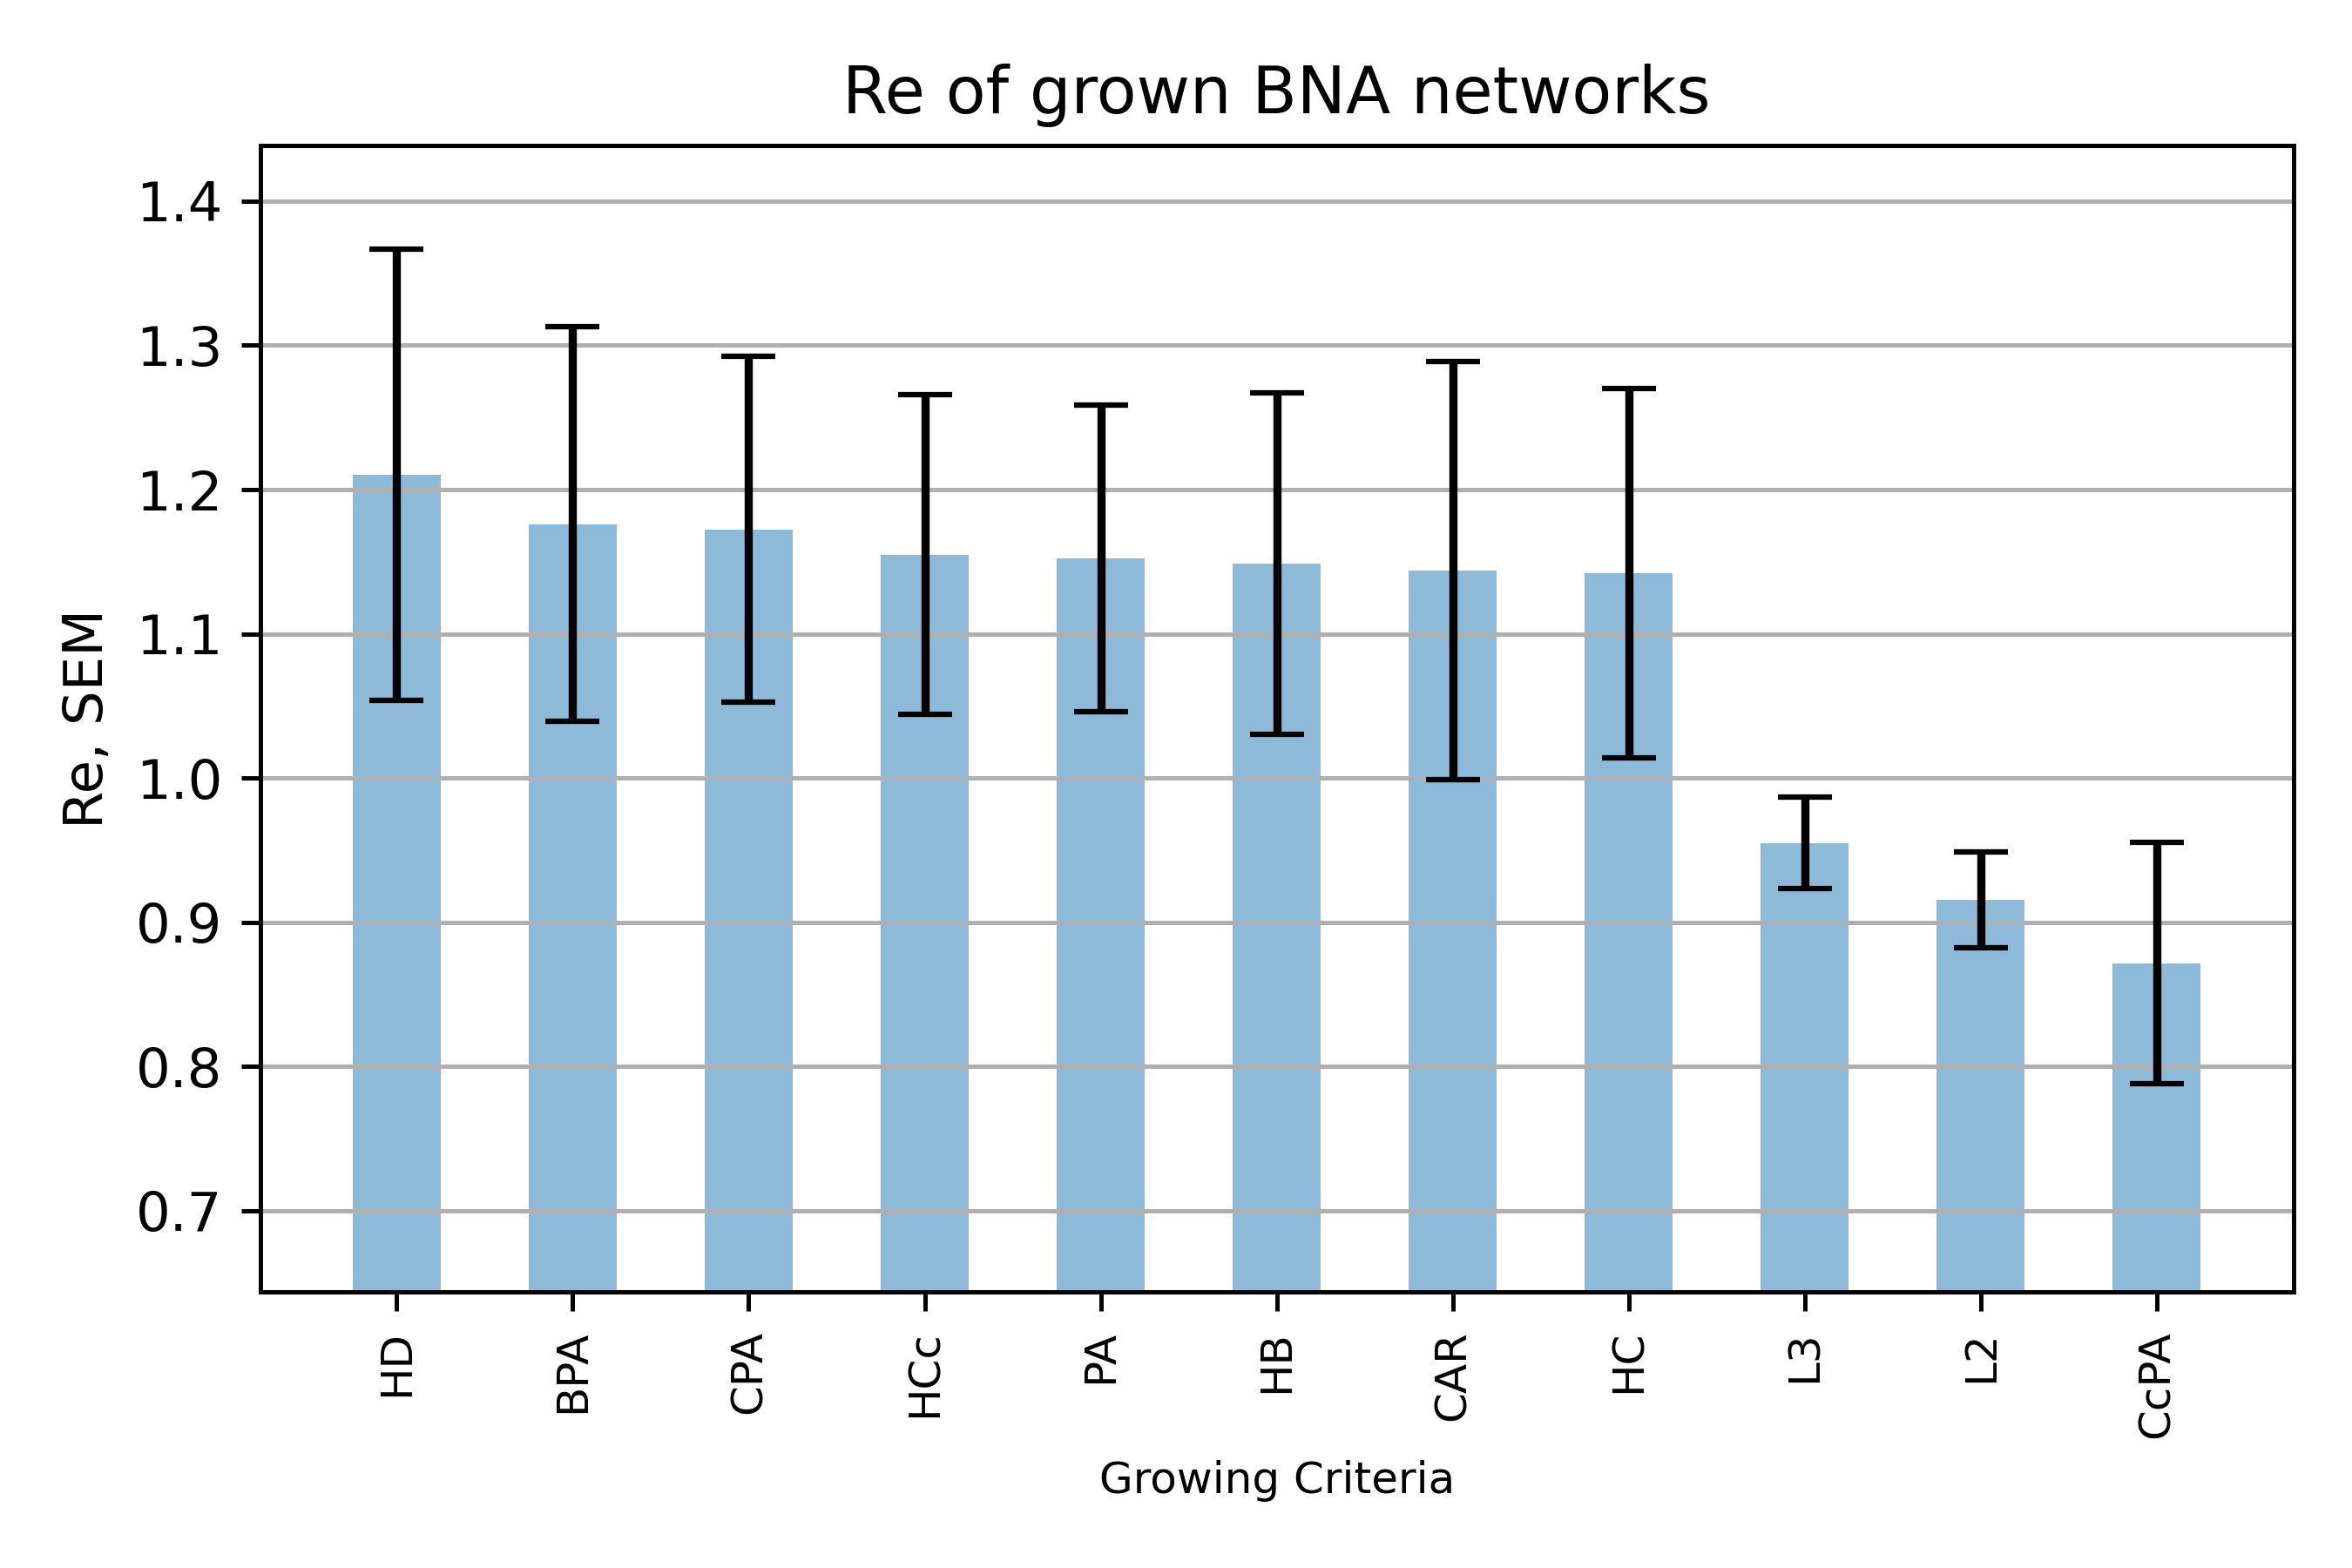 Re of grown BNA networks
Re, SEM
1.4
1.3
1.2
1.1
1.0
0.9
0.8
0.7
HD
BPA
CPA
HCc
PA
HB
CAR
HC
L3
L2
CcPA
Growing Criteria